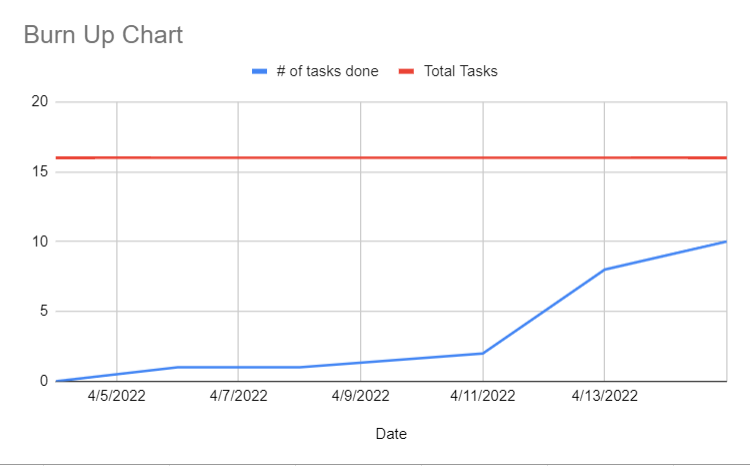 Burn Up Chart
# of tasks done
Total Tasks
20
15
10
5
0
4/5/2022
4/7/2022
4/9/2022
4/11/2022
4/13/2022
Date